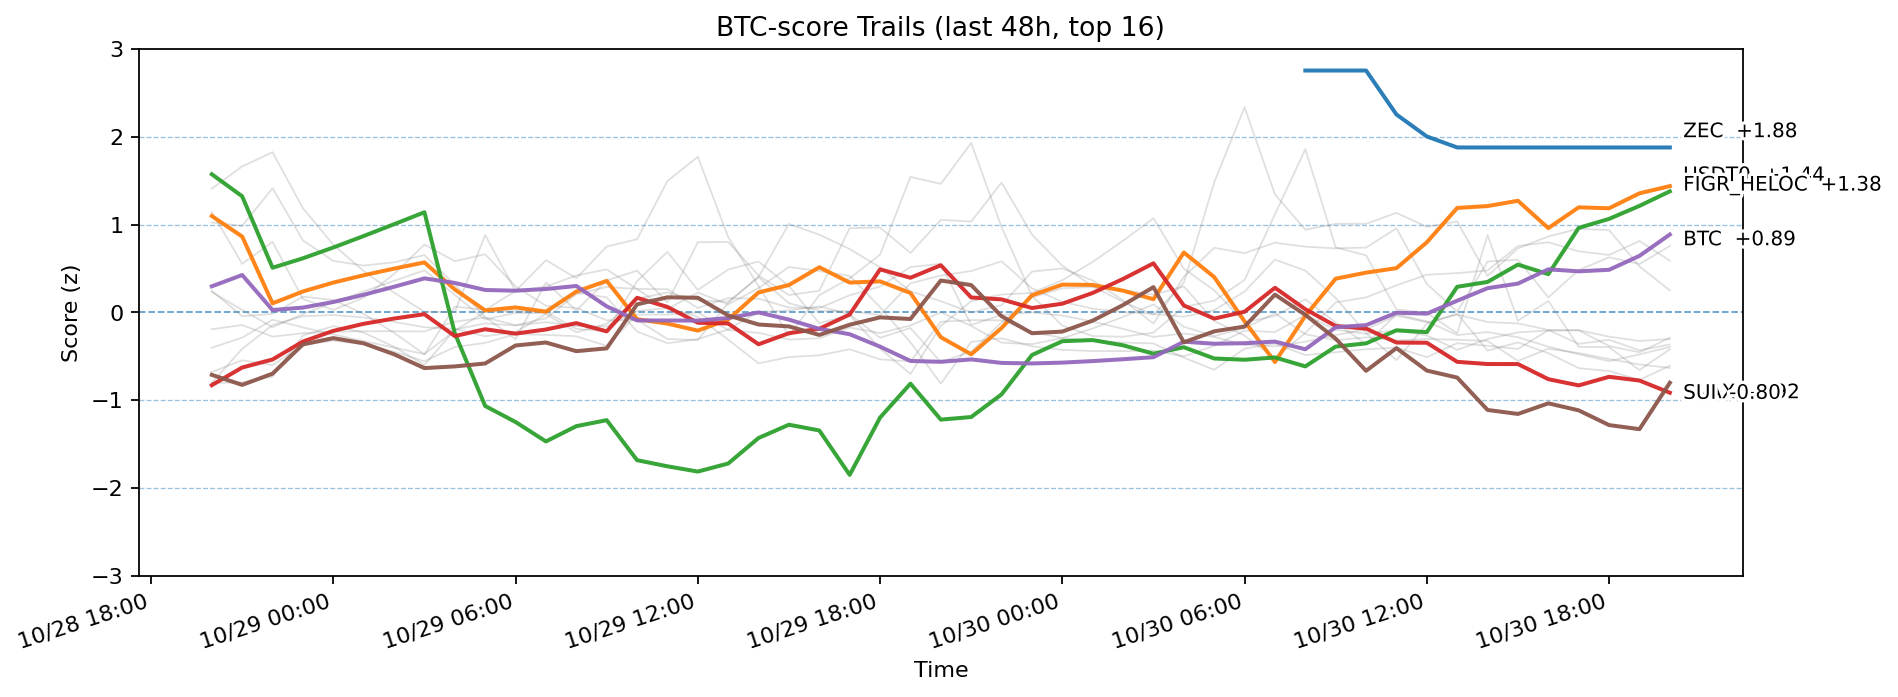 BTC-score Trails (last 48h, top 16)
3
2
1
0
−1
−2
−3
Score (z)
ZEC +1.88
FIGR_HELOC +1.38
BTC +0.89
10/28 18:00
10/29 00:00
10/29 06:00
10/29 12:00
10/29 18:00
10/30 00:00
10/30 06:00
10/30 12:00
10/30 18:00
Time